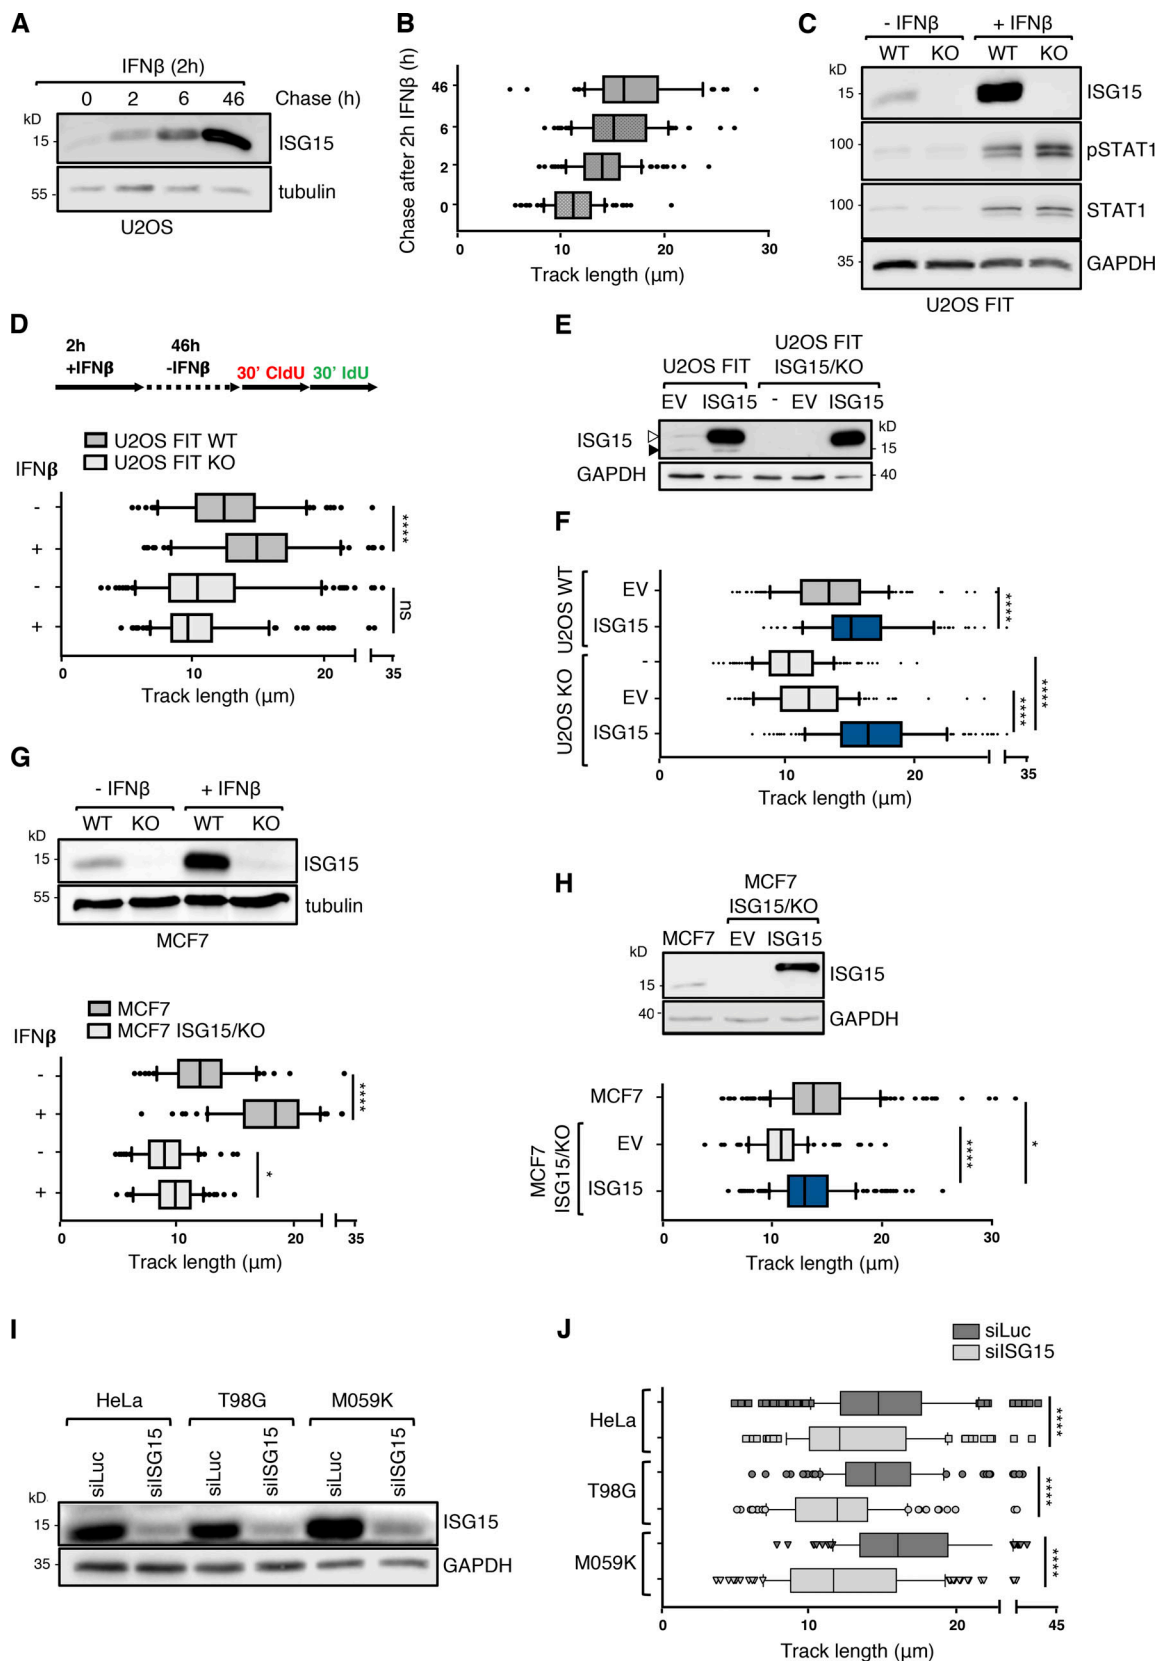 A
IFNβ (2h)
0 2 6 46 Chase (h)
kD
15 ISG15
55 tubulin
U2OS
B
Chase after 2h IFNβ (h)
46
6
2
0
0 10 20 30
Track length (μm)
C
- IFNβ + IFNβ
WT KO WT KO
kD
15 ISG15
100 pSTAT1
100 STAT1
35 GAPDH
U2OS FIT
D
2h 46h
+IFNβ -IFNβ 30' CldU 30' IdU
U2OS FIT WT
U2OS FIT KO
IFNβ
-
+
****
-
+
ns
0 10 20 35
Track length (μm)
E
U2OS FIT
U2OS FIT ISG15/KO
EV ISG15 - EV ISG15
kD
ISG15 15
GAPDH 40
F
U2OS WT
EV
ISG15
****
U2OS KO
-
EV
ISG15
****
****
0 10 20 35
Track length (μm)
G
- IFNβ + IFNβ
WT KO WT KO
kD
15 ISG15
55 tubulin
MCF7
MCF7
MCF7 ISG15/KO
IFNβ
-
+
****
-
+
*
0 10 20 35
Track length (μm)
H
MCF7
ISG15/KO
MCF7 EV ISG15
kD
15 ISG15
40 GAPDH
MCF7
MCF7
ISG15/KO
EV
ISG15
****
*
0 10 20 30
Track length (μm)
I
HeLa T98G M059K
siLuc siISG15 siLuc siISG15 siLuc siISG15
kD
15 ISG15
35 GAPDH
J
siLuc
siISG15
HeLa
****
T98G
****
M059K
****
0 10 20 45
Track length (μm)